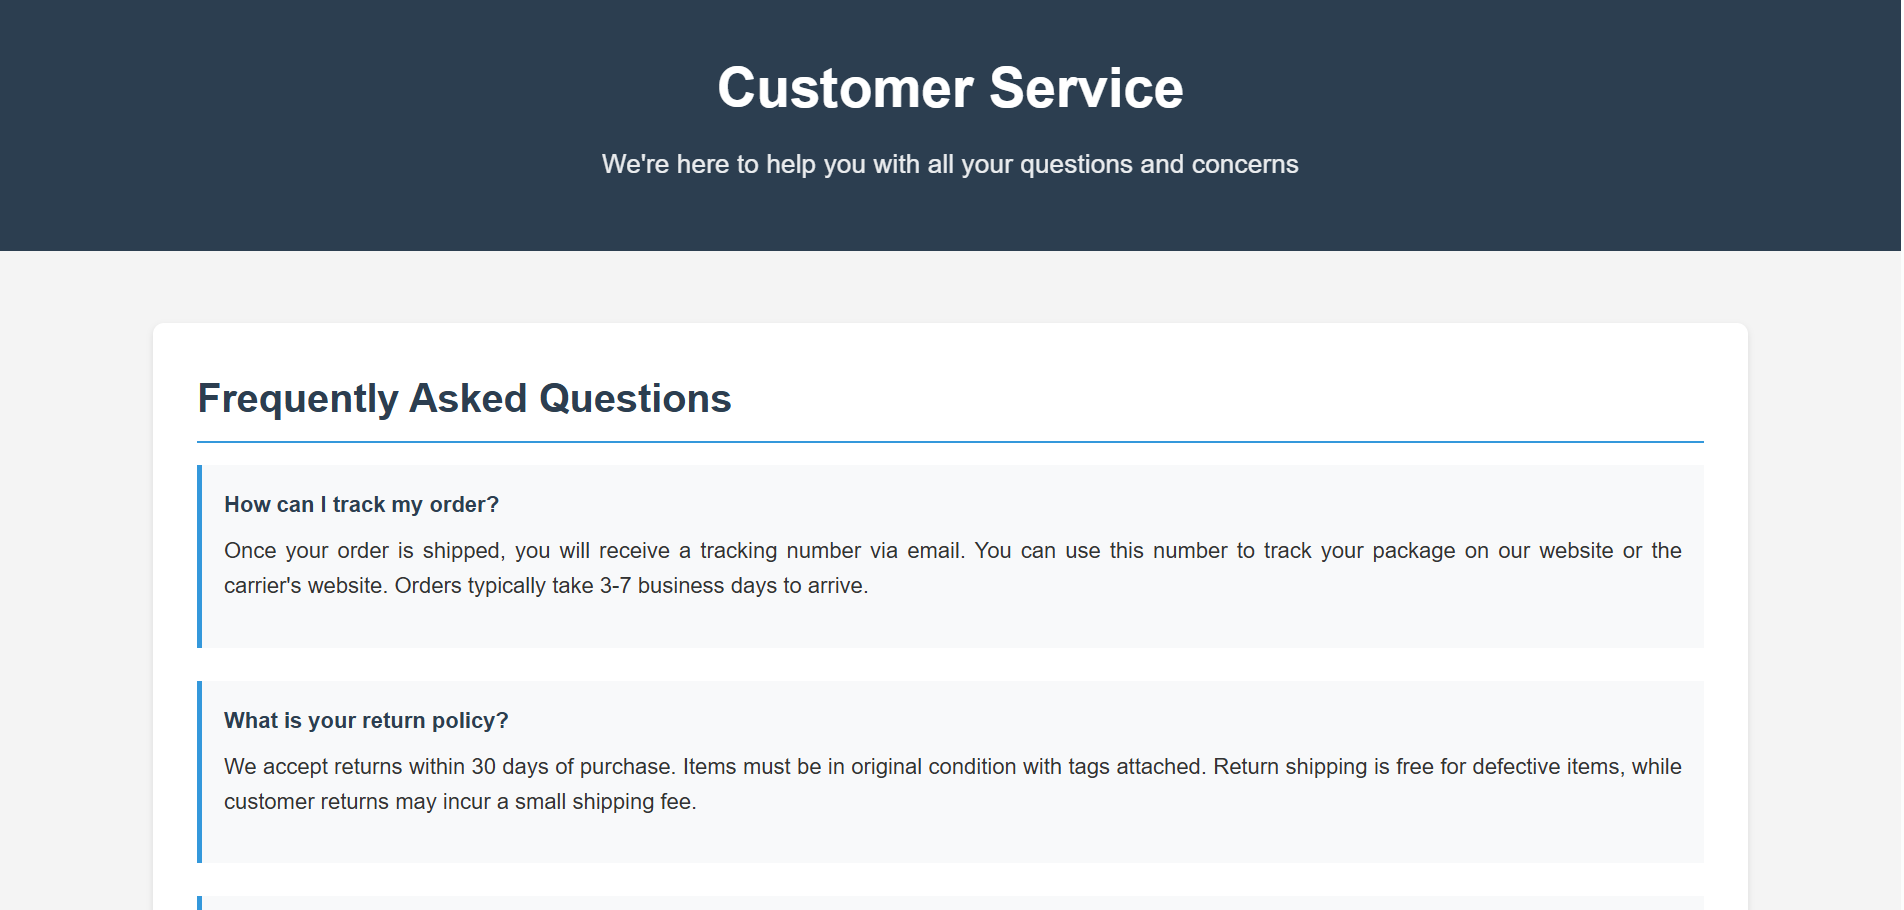 Customer Service
We're here to help you with all your questions and concerns
Frequently Asked Questions
How can I track my order?
Once your order is shipped, you will receive a tracking number via email. You can use this number to track your package on our website or the
carrier's website. Orders typically take 3-7 business days to arrive.
What is your return policy?
We accept returns within 30 days of purchase. Items must be in original condition with tags attached. Return shipping is free for defective items, while
customer returns may incur a small shipping fee.